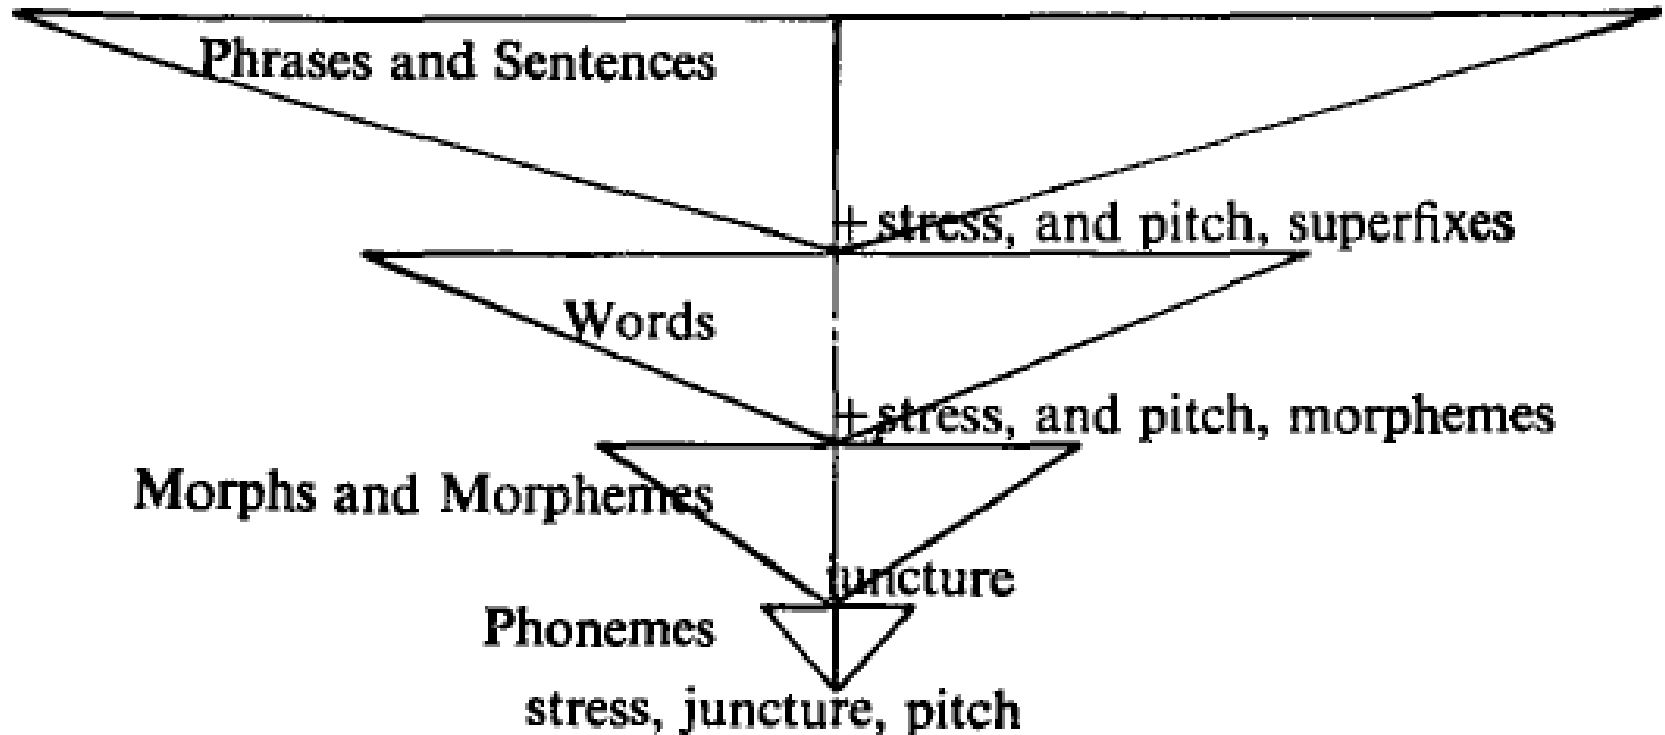 Phrases and Sentences
+ stress, and pitch, superfixes
Words
+ stress, and pitch, morphemes
Morphs and Morphemes
juncture
Phonemes
stress, juncture, pitch